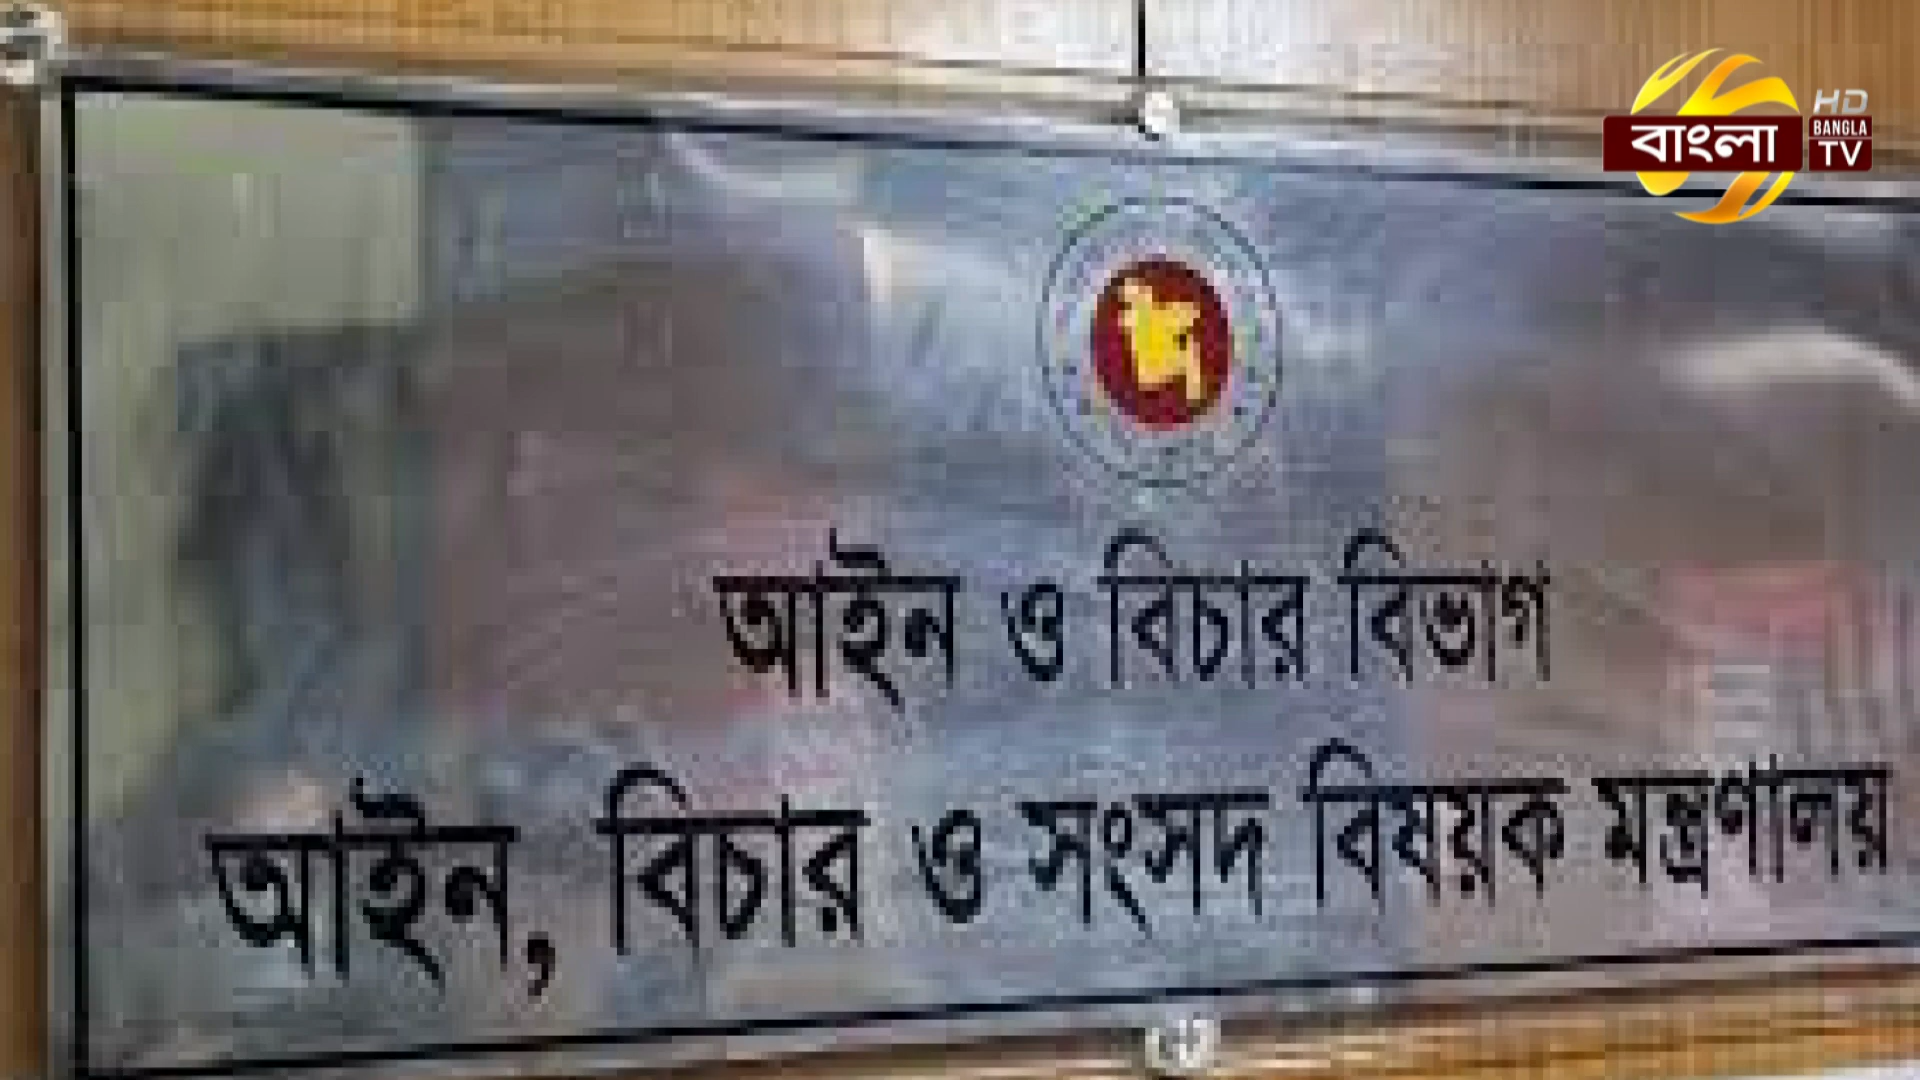 বাংলা
HD
BANGLA
TV
আইন ও বিচার বিভাগ
আইন, বিচার ও সংসদ বিষয়ক মন্ত্রণালয়